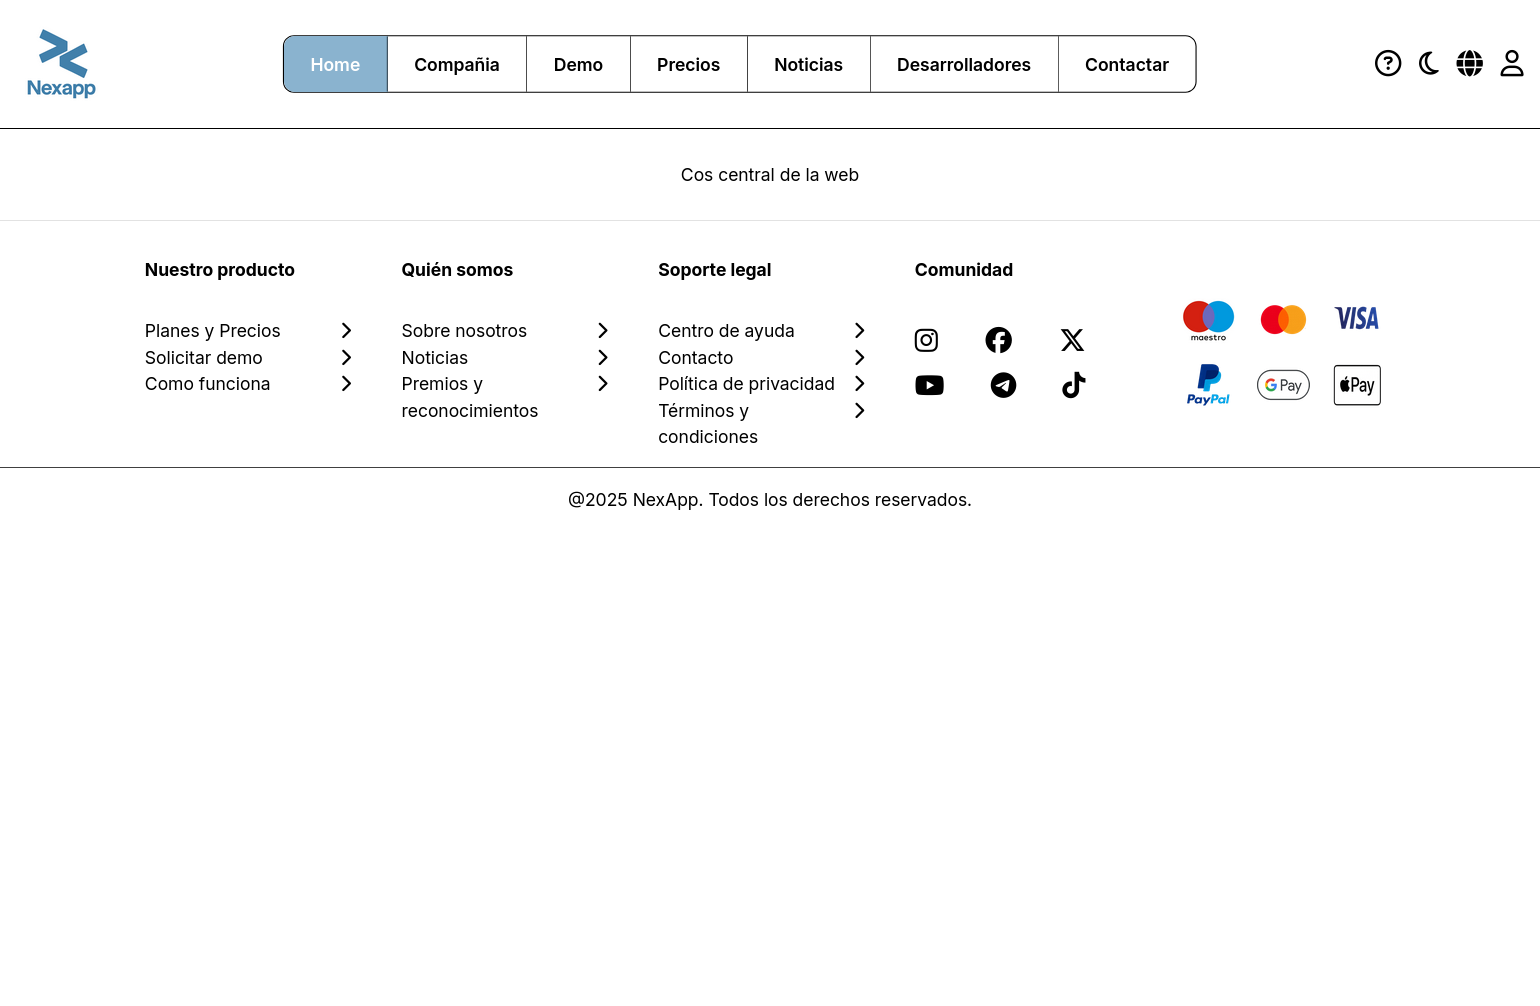 Nexapp
Home
Compañia
Demo
Precios
Noticias
Desarrolladores
Contactar
Cos central de la web
Nuestro producto
Planes y Precios
Solicitar demo
Como funciona
Quién somos
Sobre nosotros
Noticias
Premios y
reconocimientos
Soporte legal
Centro de ayuda
Contacto
Política de privacidad
Términos y
condiciones
Comunidad
maestro
VISA
PayPal
G Pay
Pay
@2025 NexApp. Todos los derechos reservados.